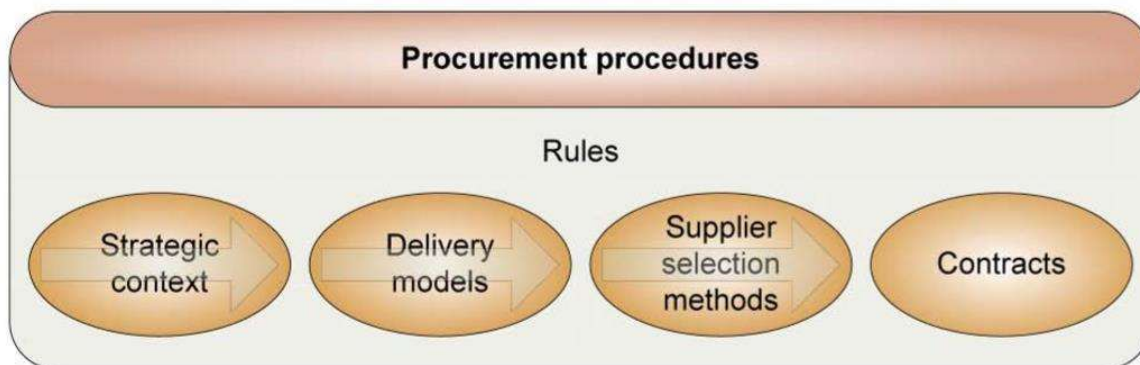 Procurement procedures
Rules
Strategic
context
Delivery
models
Supplier
selection
methods
Contracts